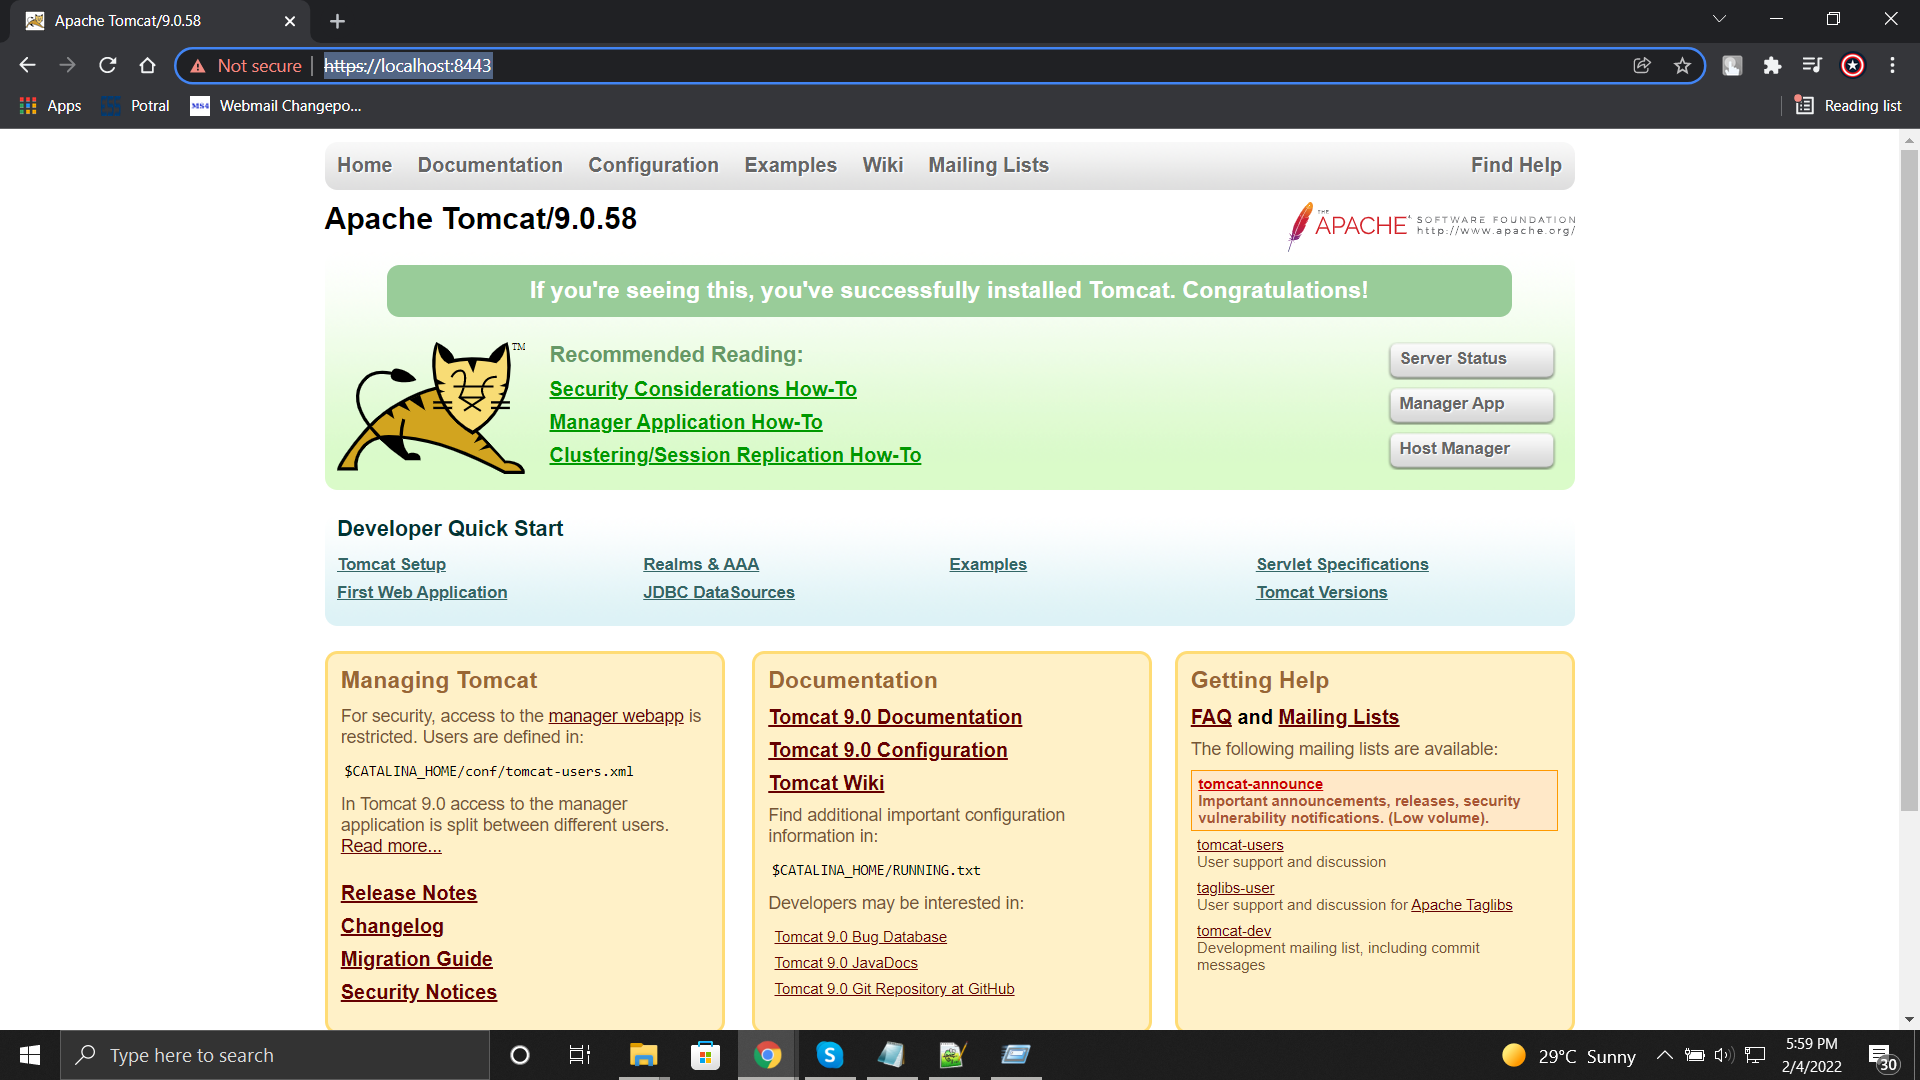 Apache Tomcat/9.0.58
Not secure | https://localhost:8443
Apps Potral MS4 Webmail Changepo... Reading list
Home Documentation Configuration Examples Wiki Mailing Lists Find Help
Apache Tomcat/9.0.58
THE APACHE SOFTWARE FOUNDATION
http://www.apache.org/
If you're seeing this, you've successfully installed Tomcat. Congratulations!
TM
Recommended Reading:
Security Considerations How-To
Manager Application How-To
Clustering/Session Replication How-To
Server Status
Manager App
Host Manager
Developer Quick Start
Tomcat Setup
First Web Application
Realms & AAA
JDBC DataSources
Examples
Servlet Specifications
Tomcat Versions
Managing Tomcat
For security, access to the manager webapp is
restricted. Users are defined in:
$CATALINA_HOME/conf/tomcat-users.xml
In Tomcat 9.0 access to the manager
application is split between different users.
Read more...
Release Notes
Changelog
Migration Guide
Security Notices
Documentation
Tomcat 9.0 Documentation
Tomcat 9.0 Configuration
Tomcat Wiki
Find additional important configuration
information in:
$CATALINA_HOME/RUNNING.txt
Developers may be interested in:
Tomcat 9.0 Bug Database
Tomcat 9.0 JavaDocs
Tomcat 9.0 Git Repository at GitHub
Getting Help
FAQ and Mailing Lists
The following mailing lists are available:
tomcat-announce
Important announcements, releases, security
vulnerability notifications. (Low volume).
tomcat-users
User support and discussion
taglibs-user
User support and discussion for Apache Taglibs
tomcat-dev
Development mailing list, including commit
messages
Type here to search
29°C Sunny
5:59 PM
2/4/2022
30